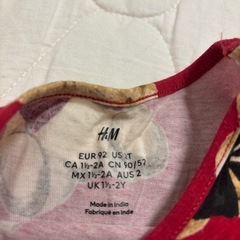 H&M
EUR 92 US 2T
CA 1½-2A CN 90/52
MX 1½-2A AUS 2
UK 1½-2Y
Made in India
Fabriqué en Inde